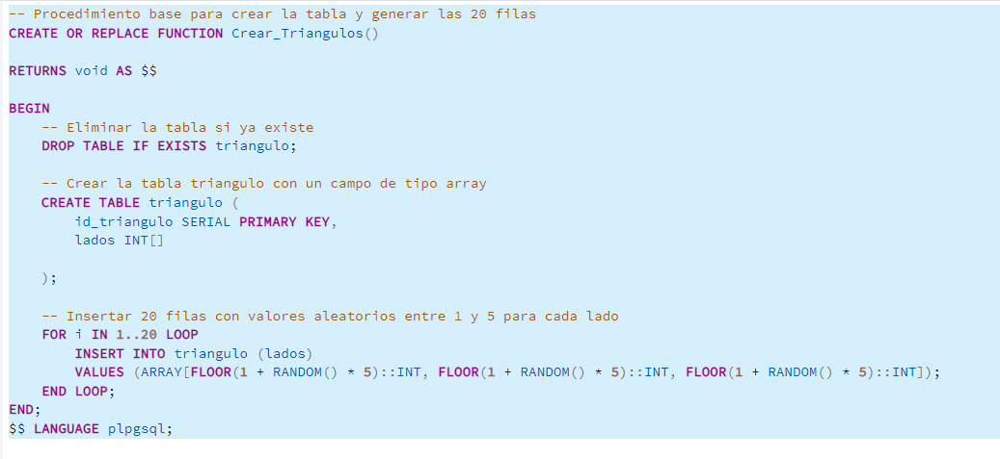 -- Procedimiento base para crear la tabla y generar las 20 filas
CREATE OR REPLACE FUNCTION Crear_Triangulos()
RETURNS void AS $$
BEGIN
-- Eliminar la tabla si ya existe
DROP TABLE IF EXISTS triangulo;
-- Crear la tabla triangulo con un campo de tipo array
CREATE TABLE triangulo (
id_triangulo SERIAL PRIMARY KEY,
lados INT[]
);
-- Insertar 20 filas con valores aleatorios entre 1 y 5 para cada lado
FOR i IN 1..20 LOOP
INSERT INTO triangulo (lados)
VALUES (ARRAY[FLOOR(1 + RANDOM() * 5)::INT, FLOOR(1 + RANDOM() * 5)::INT, FLOOR(1 + RANDOM() * 5)::INT]);
END LOOP;
END;
$$ LANGUAGE plpgsql;